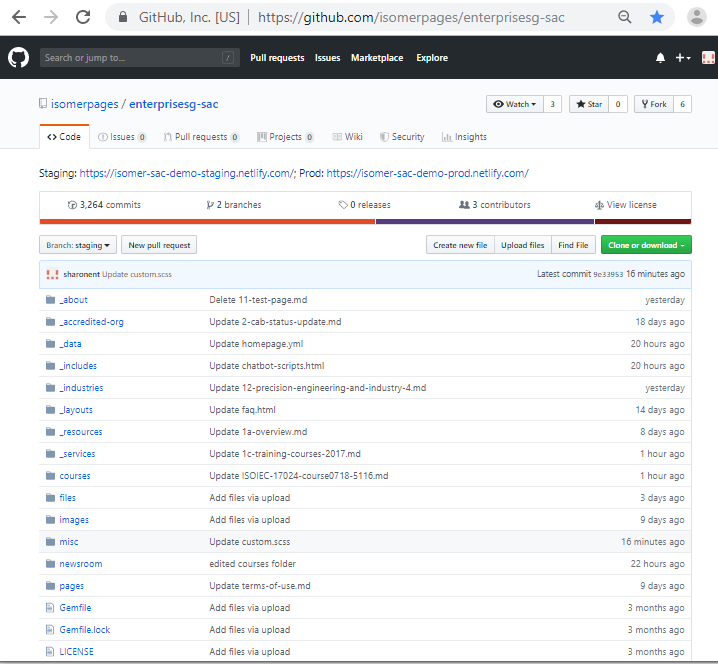 GitHub, Inc. [US] | https://github.com/isomerpages/enterprisesg-sac
Search or jump to... / Pull requests Issues Marketplace Explore
isomerpages / enterprisesg-sac Watch 3 Star 0 Fork 6
Code Issues 0 Pull requests 0 Projects 0 Wiki Security Insights
Staging: https://isomer-sac-demo-staging.netlify.com/; Prod: https://isomer-sac-demo-prod.netlify.com/
3,264 commits 2 branches 0 releases 3 contributors View license
Branch: staging New pull request Create new file Upload files Find File Clone or download
sharonent Update custom.scss Latest commit 9e33953 16 minutes ago
_about Delete 11-test-page.md yesterday
_accredited-org Update 2-cab-status-update.md 18 days ago
_data Update homepage.yml 20 hours ago
_includes Update chatbot-scripts.html 20 hours ago
_industries Update 12-precision-engineering-and-industry-4.md yesterday
_layouts Update faq.html 14 days ago
_resources Update 1a-overview.md 8 days ago
_services Update 1c-training-courses-2017.md 1 hour ago
courses Update ISOIEC-17024-course0718-5116.md 1 hour ago
files Add files via upload 3 days ago
images Add files via upload 9 days ago
misc Update custom.scss 16 minutes ago
newsroom edited courses folder 22 hours ago
pages Update terms-of-use.md 9 days ago
Gemfile Add files via upload 3 months ago
Gemfile.lock Add files via upload 3 months ago
LICENSE Add files via upload 3 months ago